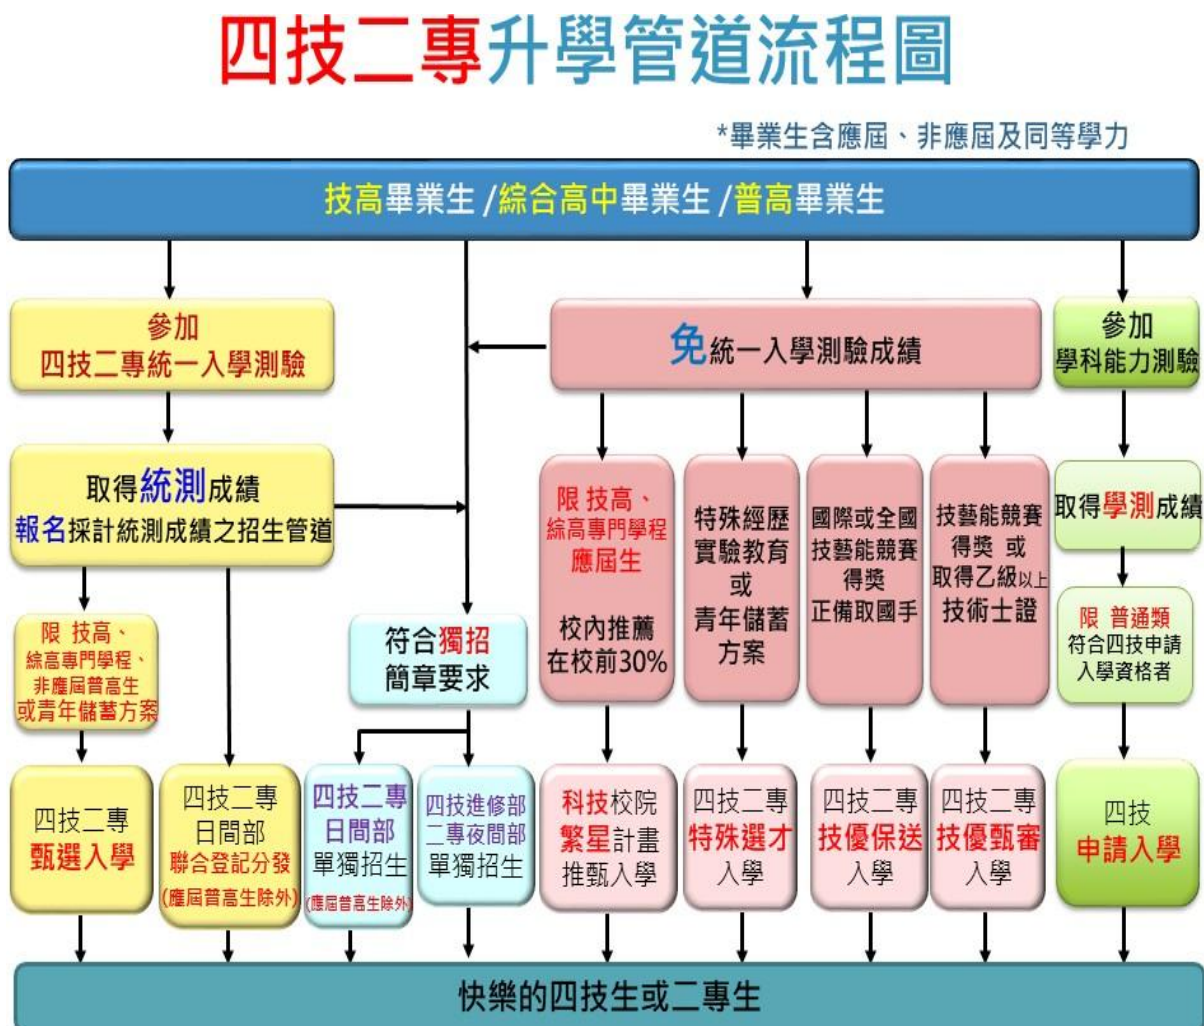 四技二專升學管道流程圖
*畢業生含應屆、非應屆及同等學力
技高畢業生 /綜合高中畢業生 /普高畢業生
參加
四技二專統一入學測驗
免統一入學測驗成績
參加
學科能力測驗
取得統測成績
報名採計統測成績之招生管道
限 技高、
綜高專門學程
應屆生
校內推薦
在校前30%
特殊經歷
實驗教育
或
青年儲蓄
方案
國際或全國
技藝能競賽
得獎
正備取國手
技藝能競賽
得獎 或
取得乙級以上
技術士證
取得學測成績
限 技高、
綜高專門學程、
非應屆普高生
或青年儲蓄方案
符合獨招
簡章要求
限 普通類
符合四技申請
入學資格者
四技二專
甄選入學
四技二專
日間部
聯合登記分發
(應屆普高生除外)
四技二專
日間部
單獨招生
(應屆普高生除外)
四技進修部
二專夜間部
單獨招生
科技校院
繁星計畫
推甄入學
四技二專
特殊選才
入學
四技二專
技優保送
入學
四技二專
技優甄審
入學
四技
申請入學
快樂的四技生或二專生